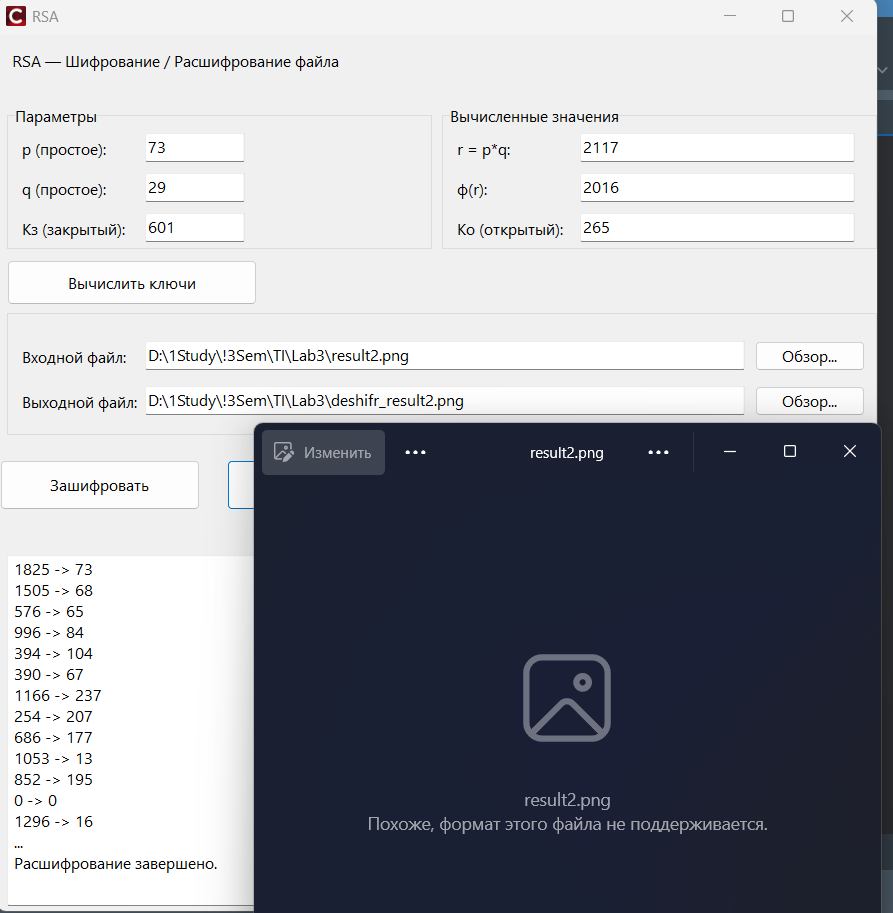 RSA
RSA — Шифрование / Расшифрование файла
Параметры
p (простое): 73
q (простое): 29
Кз (закрытый): 601
Вычисленные значения
r = p*q: 2117
ф(r): 2016
Ко (открытый): 265
Вычислить ключи
Входной файл: D:\1Study\!3Sem\TI\Lab3\result2.png Обзор...
Выходной файл: D:\1Study\!3Sem\TI\Lab3\deshifr_result2.png Обзор...
Зашифровать
1825 -> 73
1505 -> 68
576 -> 65
996 -> 84
394 -> 104
390 -> 67
1166 -> 237
254 -> 207
686 -> 177
1053 -> 13
852 -> 195
0 -> 0
1296 -> 16
...
Расшифрование завершено.
Изменить ••• result2.png •••
result2.png
Похоже, формат этого файла не поддерживается.